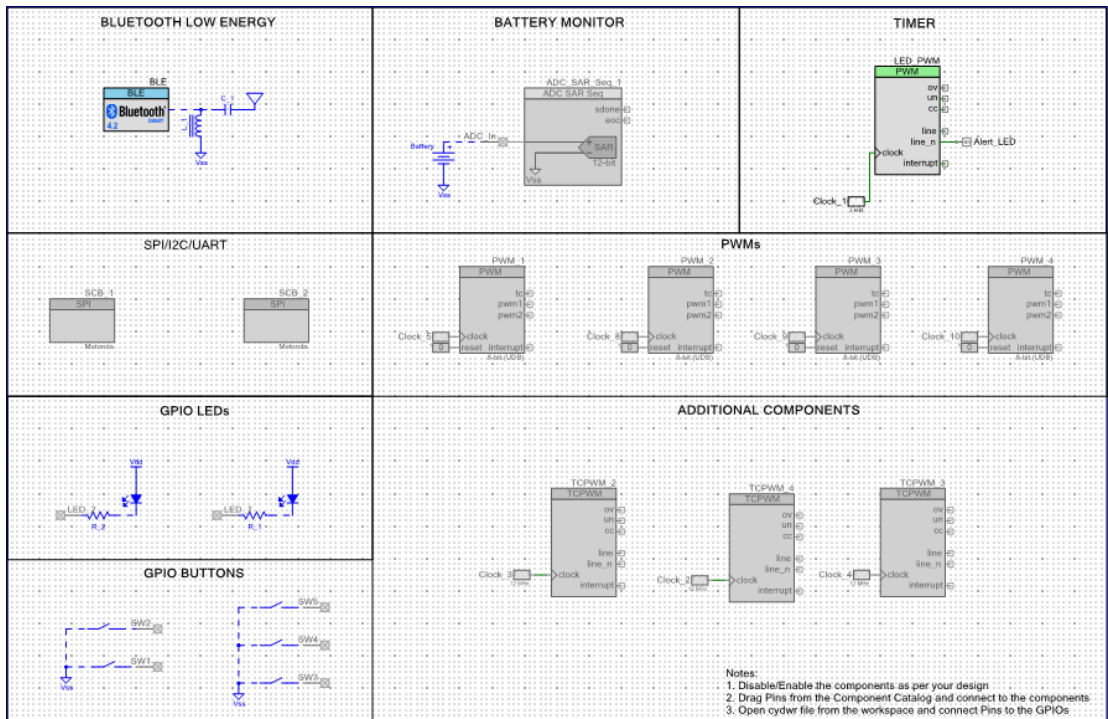 BLUETOOTH LOW ENERGY
BLE
BLE
Bluetooth
SMART
4.2
C_1
L_1
Vss
BATTERY MONITOR
ADC_SAR_Seq_1
ADC SAR Seq
sdone
eoc
ADC_In
Battery
SAR
12-bit
Vss
Vss
TIMER
LED_PWM
PWM
ov
un
cc
line
line_n
Alert_LED
clock
interrupt
Clock_1
SPI/I2C/UART
SCB_1
SPI
Motorola
SCB_2
SPI
Motorola
PWMs
PWM_1
PWM
tc
pwm1
pwm2
Clock_5
clock
0
reset interrupt
8-bit (UDB)
PWM_2
PWM
tc
pwm1
pwm2
Clock_8
clock
0
reset interrupt
8-bit (UDB)
PWM_3
PWM
tc
pwm1
pwm2
Clock_9
clock
0
reset interrupt
8-bit (UDB)
PWM_4
PWM
tc
pwm1
pwm2
Clock_10
clock
0
reset interrupt
8-bit (UDB)
GPIO LEDs
Vdd
LED_2
R_2
Vdd
LED_1
R_1
GPIO BUTTONS
SW2
SW1
Vss
SW5
SW4
SW3
Vss
ADDITIONAL COMPONENTS
TCPWM_2
TCPWM
ov
un
cc
line
line_n
Clock_3
clock
12 MHz
interrupt
TCPWM_4
TCPWM
ov
un
cc
line
line_n
Clock_2
clock
12 MHz
interrupt
TCPWM_3
TCPWM
ov
un
cc
line
line_n
Clock_4
clock
12 MHz
interrupt
Notes:
1. Disable/Enable the components as per your design
2. Drag Pins from the Component Catalog and connect to the components
3. Open cydwr file from the workspace and connect Pins to the GPIOs